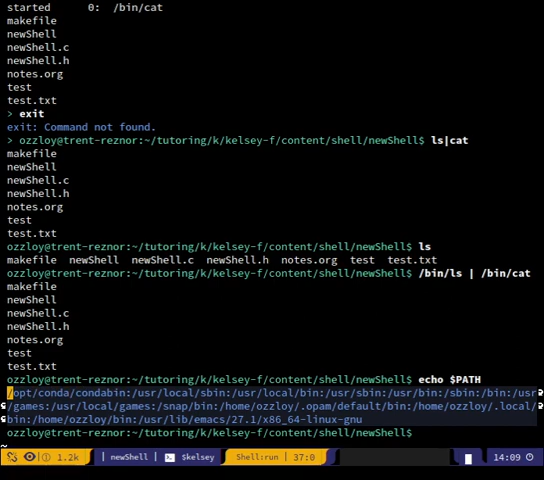 started     0:  /bin/cat
makefile
newShell
newShell.c
newShell.h
notes.org
test
test.txt
> exit
exit: Command not found.
> ozzloy@trent-reznor:~/tutoring/k/kelsey-f/content/shell/newShell$ ls|cat
makefile
newShell
newShell.c
newShell.h
notes.org
test
test.txt
ozzloy@trent-reznor:~/tutoring/k/kelsey-f/content/shell/newShell$ ls
makefile  newShell  newShell.c  newShell.h  notes.org  test  test.txt
ozzloy@trent-reznor:~/tutoring/k/kelsey-f/content/shell/newShell$ /bin/ls | /bin/cat
makefile
newShell
newShell.c
newShell.h
notes.org
test
test.txt
ozzloy@trent-reznor:~/tutoring/k/kelsey-f/content/shell/newShell$ echo $PATH
/opt/conda/condabin:/usr/local/sbin:/usr/local/bin:/usr/sbin:/usr/bin:/sbin:/bin:/usr
/games:/usr/local/games:/snap/bin:/home/ozzloy/.opam/default/bin:/home/ozzloy/.local/
bin:/home/ozzloy/bin:/usr/lib/emacs/27.1/x86_64-linux-gnu
ozzloy@trent-reznor:~/tutoring/k/kelsey-f/content/shell/newShell$
~
1.2k | newShell | $kelsey Shell:run | 37:0 14:09